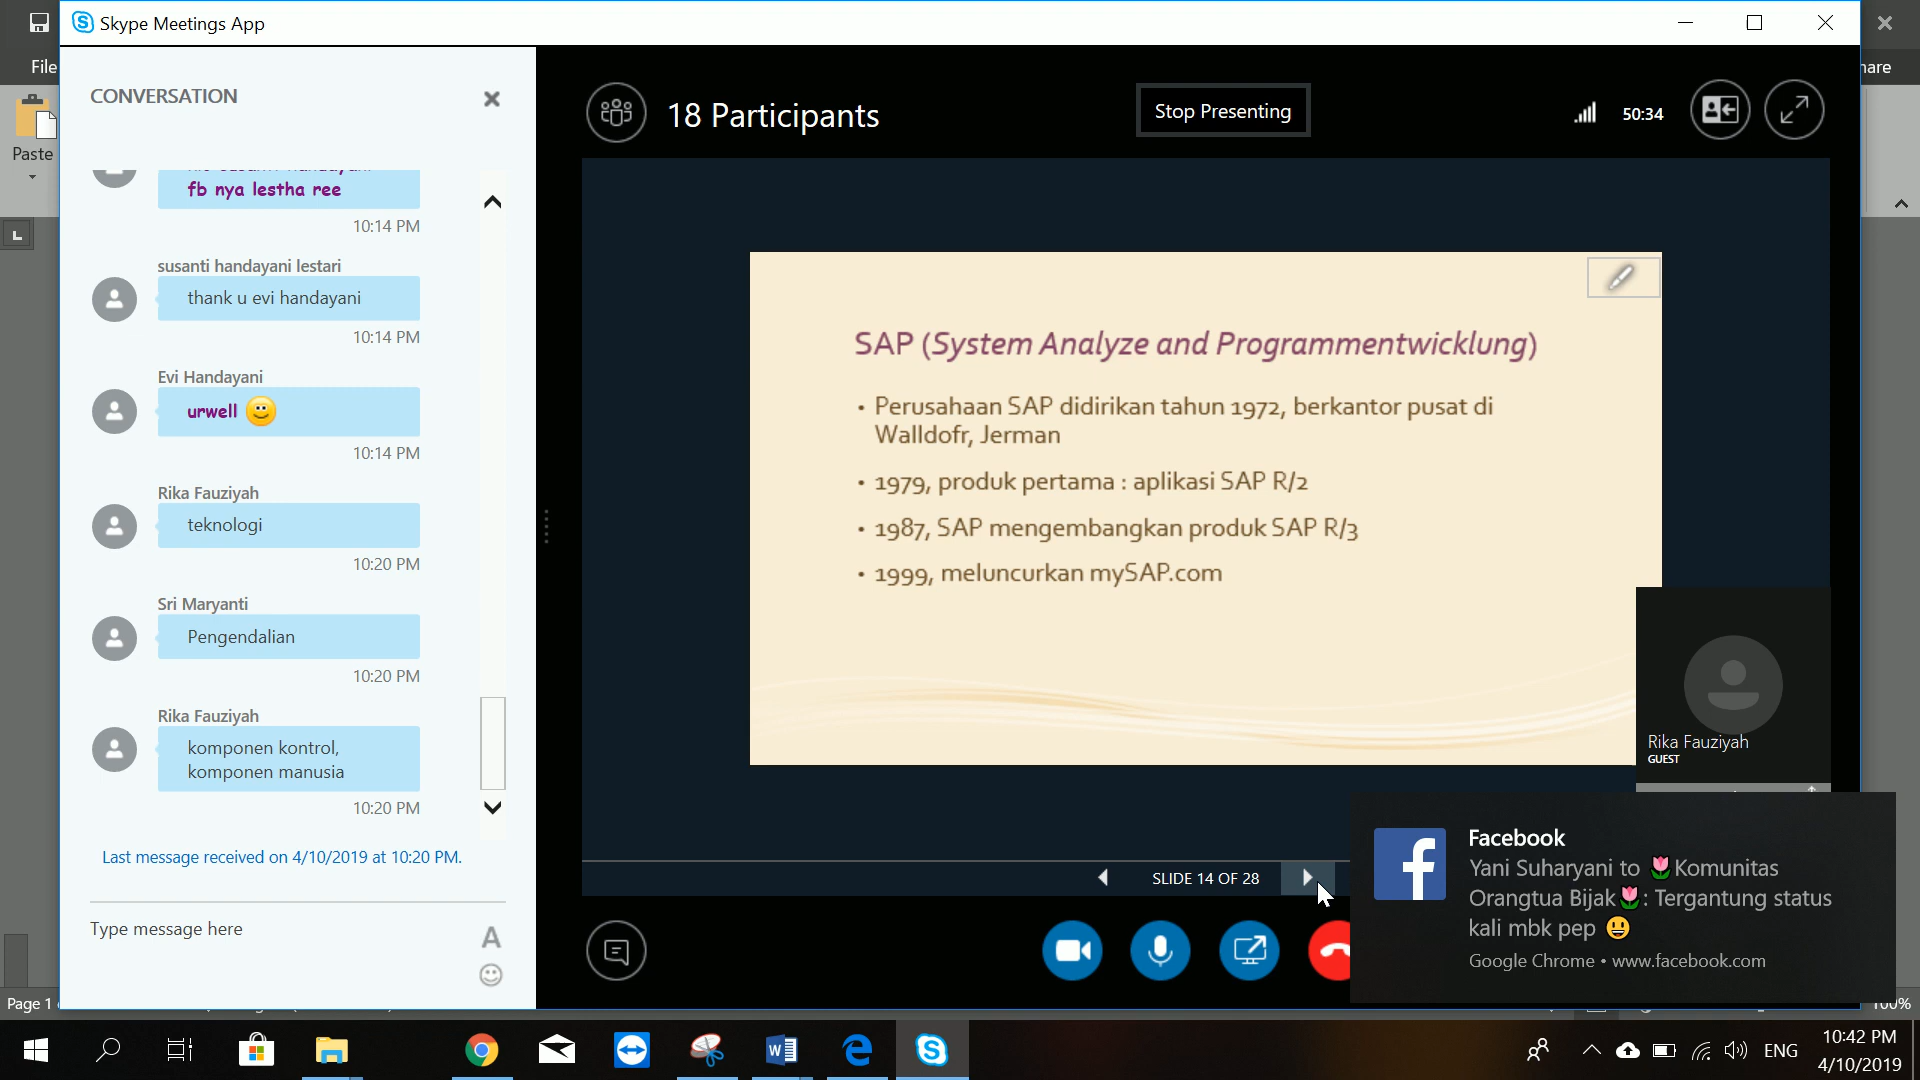 Skype Meetings App
File
hare
Paste
CONVERSATION
fb nya lestha ree
10:14 PM
susanti handayani lestari
thank u evi handayani
10:14 PM
Evi Handayani
urwell
10:14 PM
Rika Fauziyah
teknologi
10:20 PM
Sri Maryanti
Pengendalian
10:20 PM
Rika Fauziyah
komponen kontrol,
komponen manusia
10:20 PM
Last message received on 4/10/2019 at 10:20 PM.
Type message here
A
18 Participants
Stop Presenting
50:34
SAP (System Analyze and Programmentwicklung)
• Perusahaan SAP didirikan tahun 1972, berkantor pusat di
Walldofr, Jerman
• 1979, produk pertama : aplikasi SAP R/2
• 1987, SAP mengembangkan produk SAP R/3
• 1999, meluncurkan mySAP.com
Rika Fauziyah
GUEST
SLIDE 14 OF 28
Facebook
Yani Suharyani to 🌷Komunitas
Orangtua Bijak🌷: Tergantung status
kali mbk pep 😃
Google Chrome • www.facebook.com
Page 1
100%
ENG
10:42 PM
4/10/2019